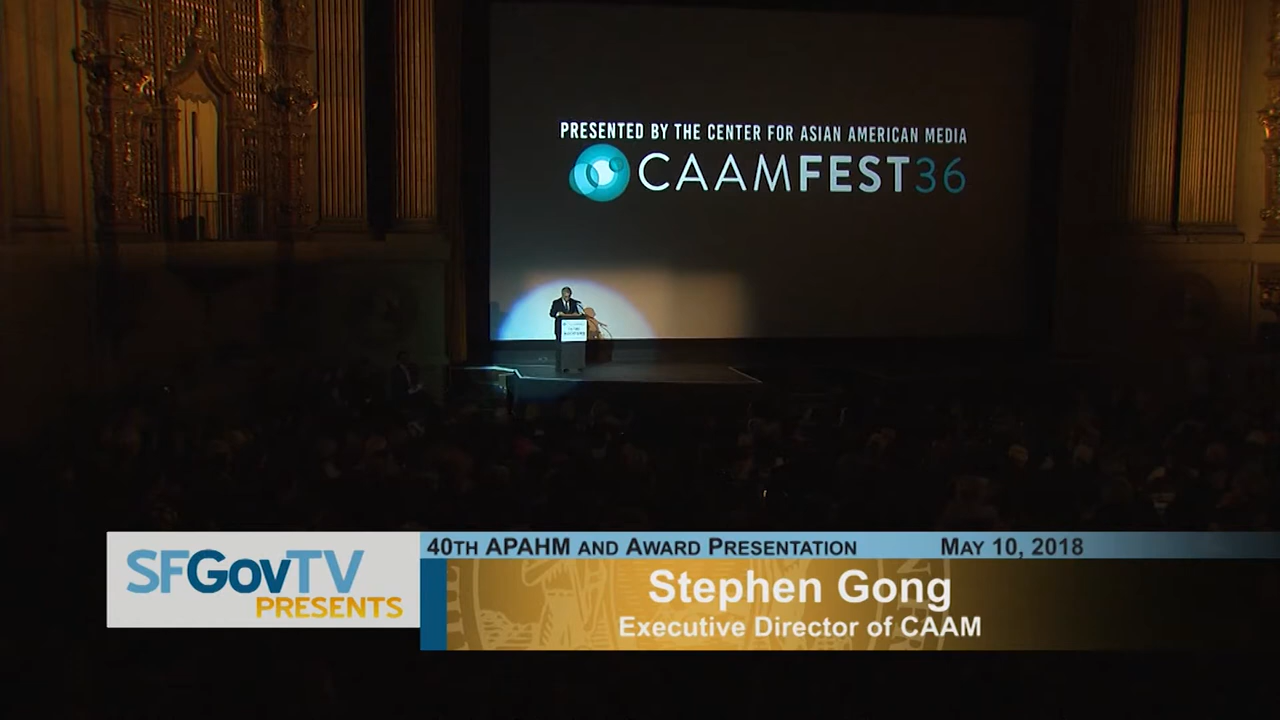 PRESENTED BY THE CENTER FOR ASIAN AMERICAN MEDIA
CAAMFEST36
SFGovTV
PRESENTS
40TH APAHM AND AWARD PRESENTATION MAY 10, 2018
Stephen Gong
Executive Director of CAAM